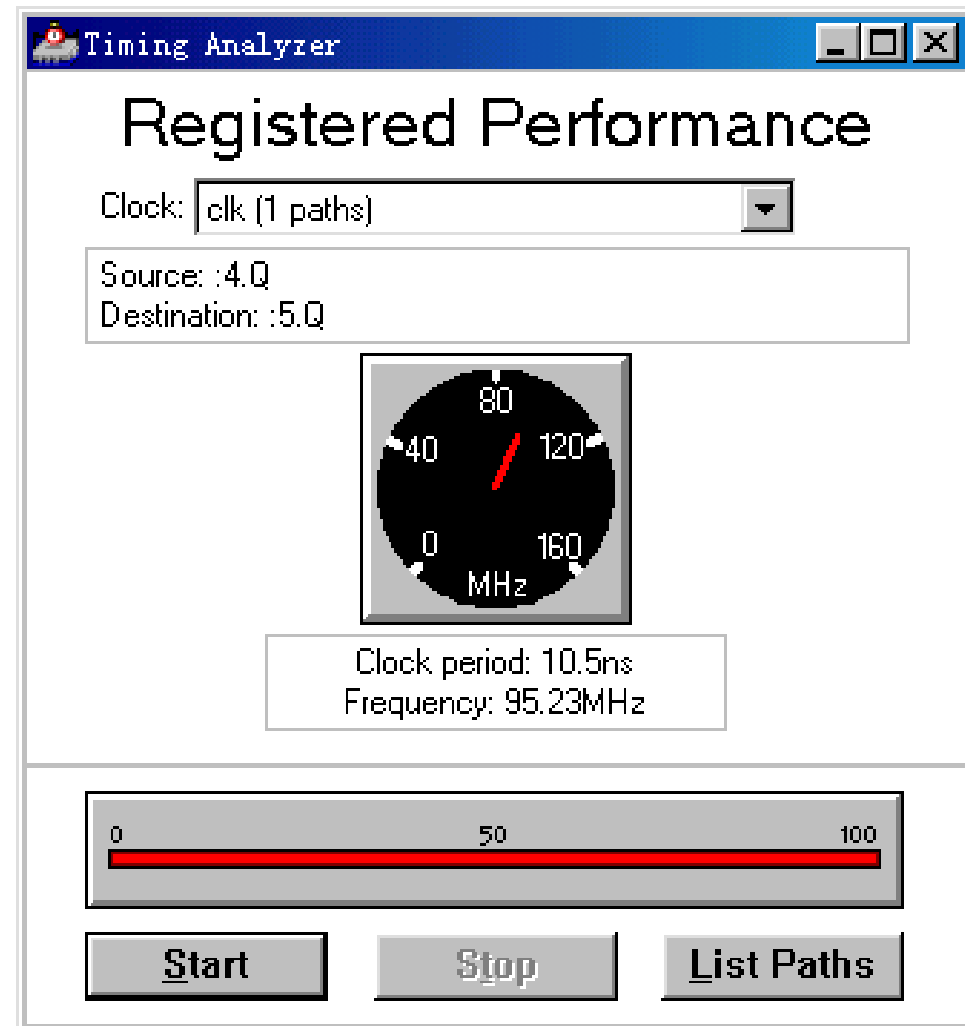 Timing Analyzer
Registered Performance
Clock: clk (1 paths)
Source: :4.Q
Destination: :5.Q
80
40 120
0 160
MHz
Clock period: 10.5ns
Frequency: 95.23MHz
0 50 100
Start Stop List Paths